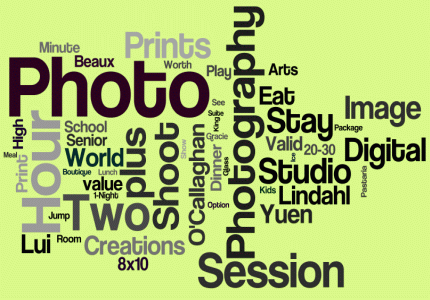 Minute
Prints
Beaux
Worth
Photo
Play
Arts
Photography
See
Eat
Image
High
Suite
Stay
Hour
School
King
Package
Senior
plus
Shoot
Gracie
Valid
20-30
Digital
Meal
World
Show
O'Callaghan
Dinner
be
Print
Boutique
Lunch
Class
Studio
Pastaria
value
1-Night
Kids
Lindahl
Two
Jump
Option
Yuen
Lui
Room
Creations
8x10
Session